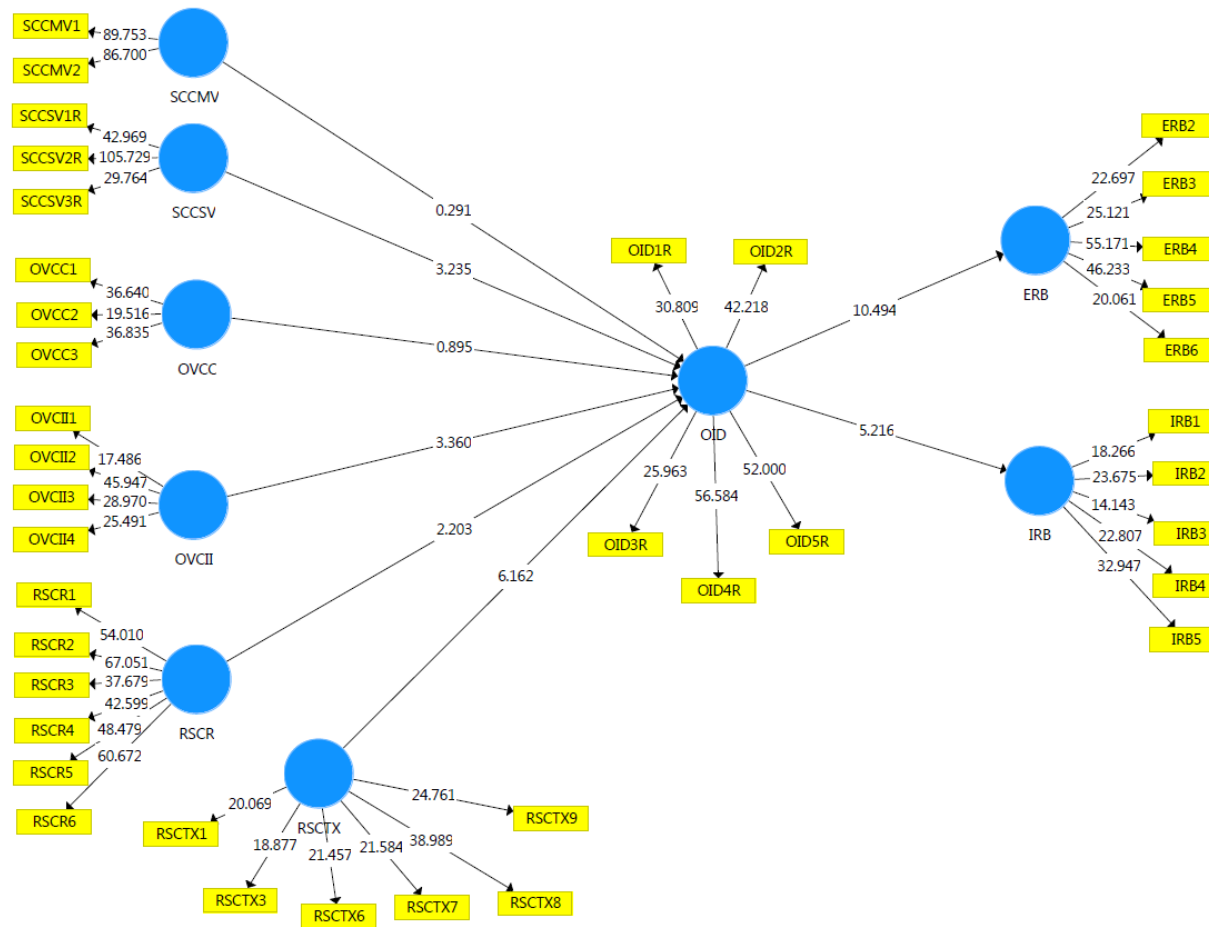 SCCMV1
89.753
86.700
SCCMV2
SCCMV
SCCSV1R
42.969
SCCSV2R
105.729
29.764
SCCSV3R
SCCSV
0.291
3.235
OVCC1
36.640
OVCC2
19.516
36.835
OVCC3
OVCC
0.895
OVCII1
17.486
OVCII2
45.947
OVCII3
28.970
25.491
OVCII4
OVCII
3.360
RSCR1
54.010
RSCR2
67.051
RSCR3
37.679
42.599
RSCR4
48.479
60.672
RSCR5
RSCR6
RSCR
2.203
6.162
RSCTX
20.069
RSCTX1
18.877
RSCTX3
21.457
RSCTX6
21.584
RSCTX7
38.989
RSCTX8
24.761
RSCTX9
OID1R
OID2R
30.809
42.218
OID
25.963
56.584
52.000
OID3R
OID4R
OID5R
10.494
5.216
ERB2
22.697
ERB3
25.121
55.171
ERB4
46.233
ERB5
20.061
ERB6
ERB
IRB1
18.266
23.675
IRB2
14.143
IRB3
22.807
32.947
IRB4
IRB5
IRB